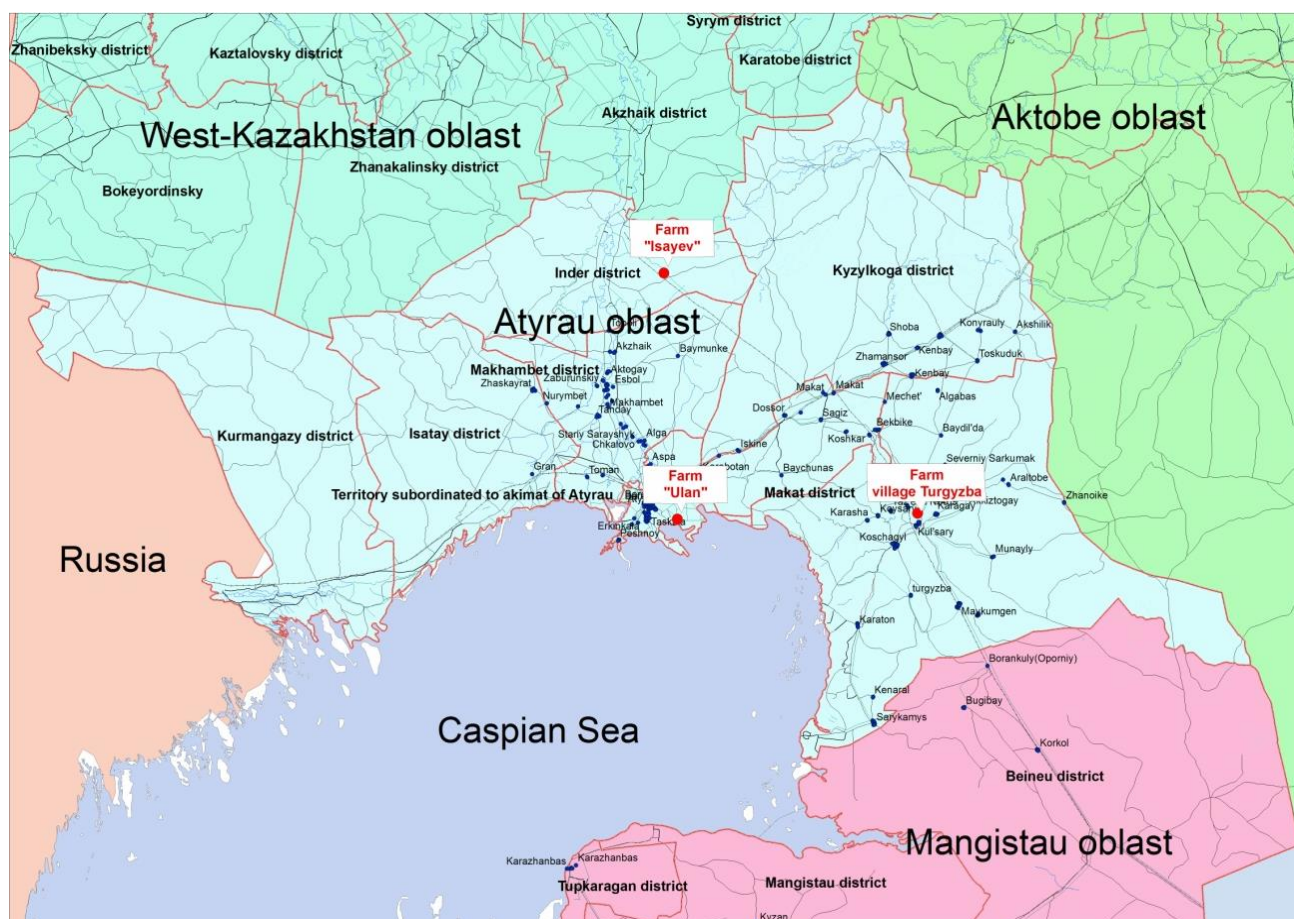 Syrym district
Zhanibeksky district
Kaztalovsky district
Karatobe district
Akzhaik district
Aktobe oblast
West-Kazakhstan oblast
Zhanakalinsky district
Bokeyordinsky
Farm
"Isayev"
Inder district
Kyzylkoga district
Atyrau oblast
Shoba
Konyrauly
Akshilik
Akzhaik
Baymunke
Kenbay
Zhamansor
Toskuduk
Makhambet district
Aktogay
Kenbay
Zhaskayrat
Zaburunskiy
Esbol
Makat
Makat
Mechet'
Algabas
Nurymbet
Makhambet
Tanday
Dossor
Sagiz
Bekbike
Kurmangazy district
Isatay district
Stariy Sarayshyk
Alga
Koshkar
Baydil'da
Chkalovo
Iskine
Aspa
Severniy Sarkumak
Gran
Toman
Farm
"Ulan"
Baychunas
Farm
village Turgyzba
Araltobe
Territory subordinated to akimat of Atyrau
Makat district
Zhanoike
Karasha
Karagay
Erkinkala
Peshnoy
Kul'sary
Koschagyl
Russia
Munayly
turgyzba
Maykumgen
Karaton
Borankuly(Oporniy)
Kenaral
Bugibay
Sarykamys
Caspian Sea
Korkol
Beineu district
Mangistau oblast
Karazhanbas
Karazhanbas
Tupkaragan district
Mangistau district
Kyzan